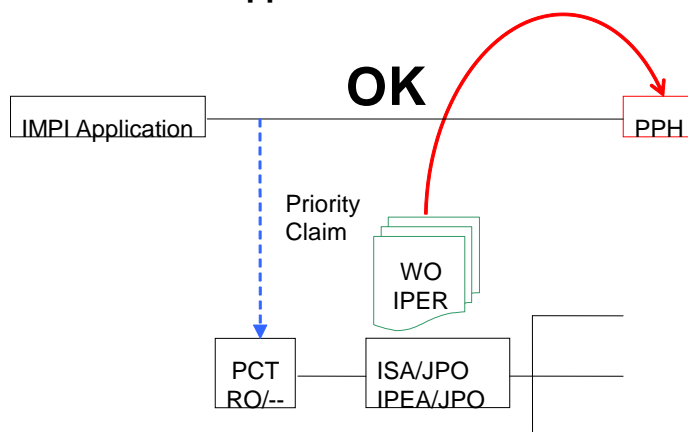 OK
IMPI Application
PPH
Priority
Claim
WO
IPER
PCT
RO/--
ISA/JPO
IPEA/JPO